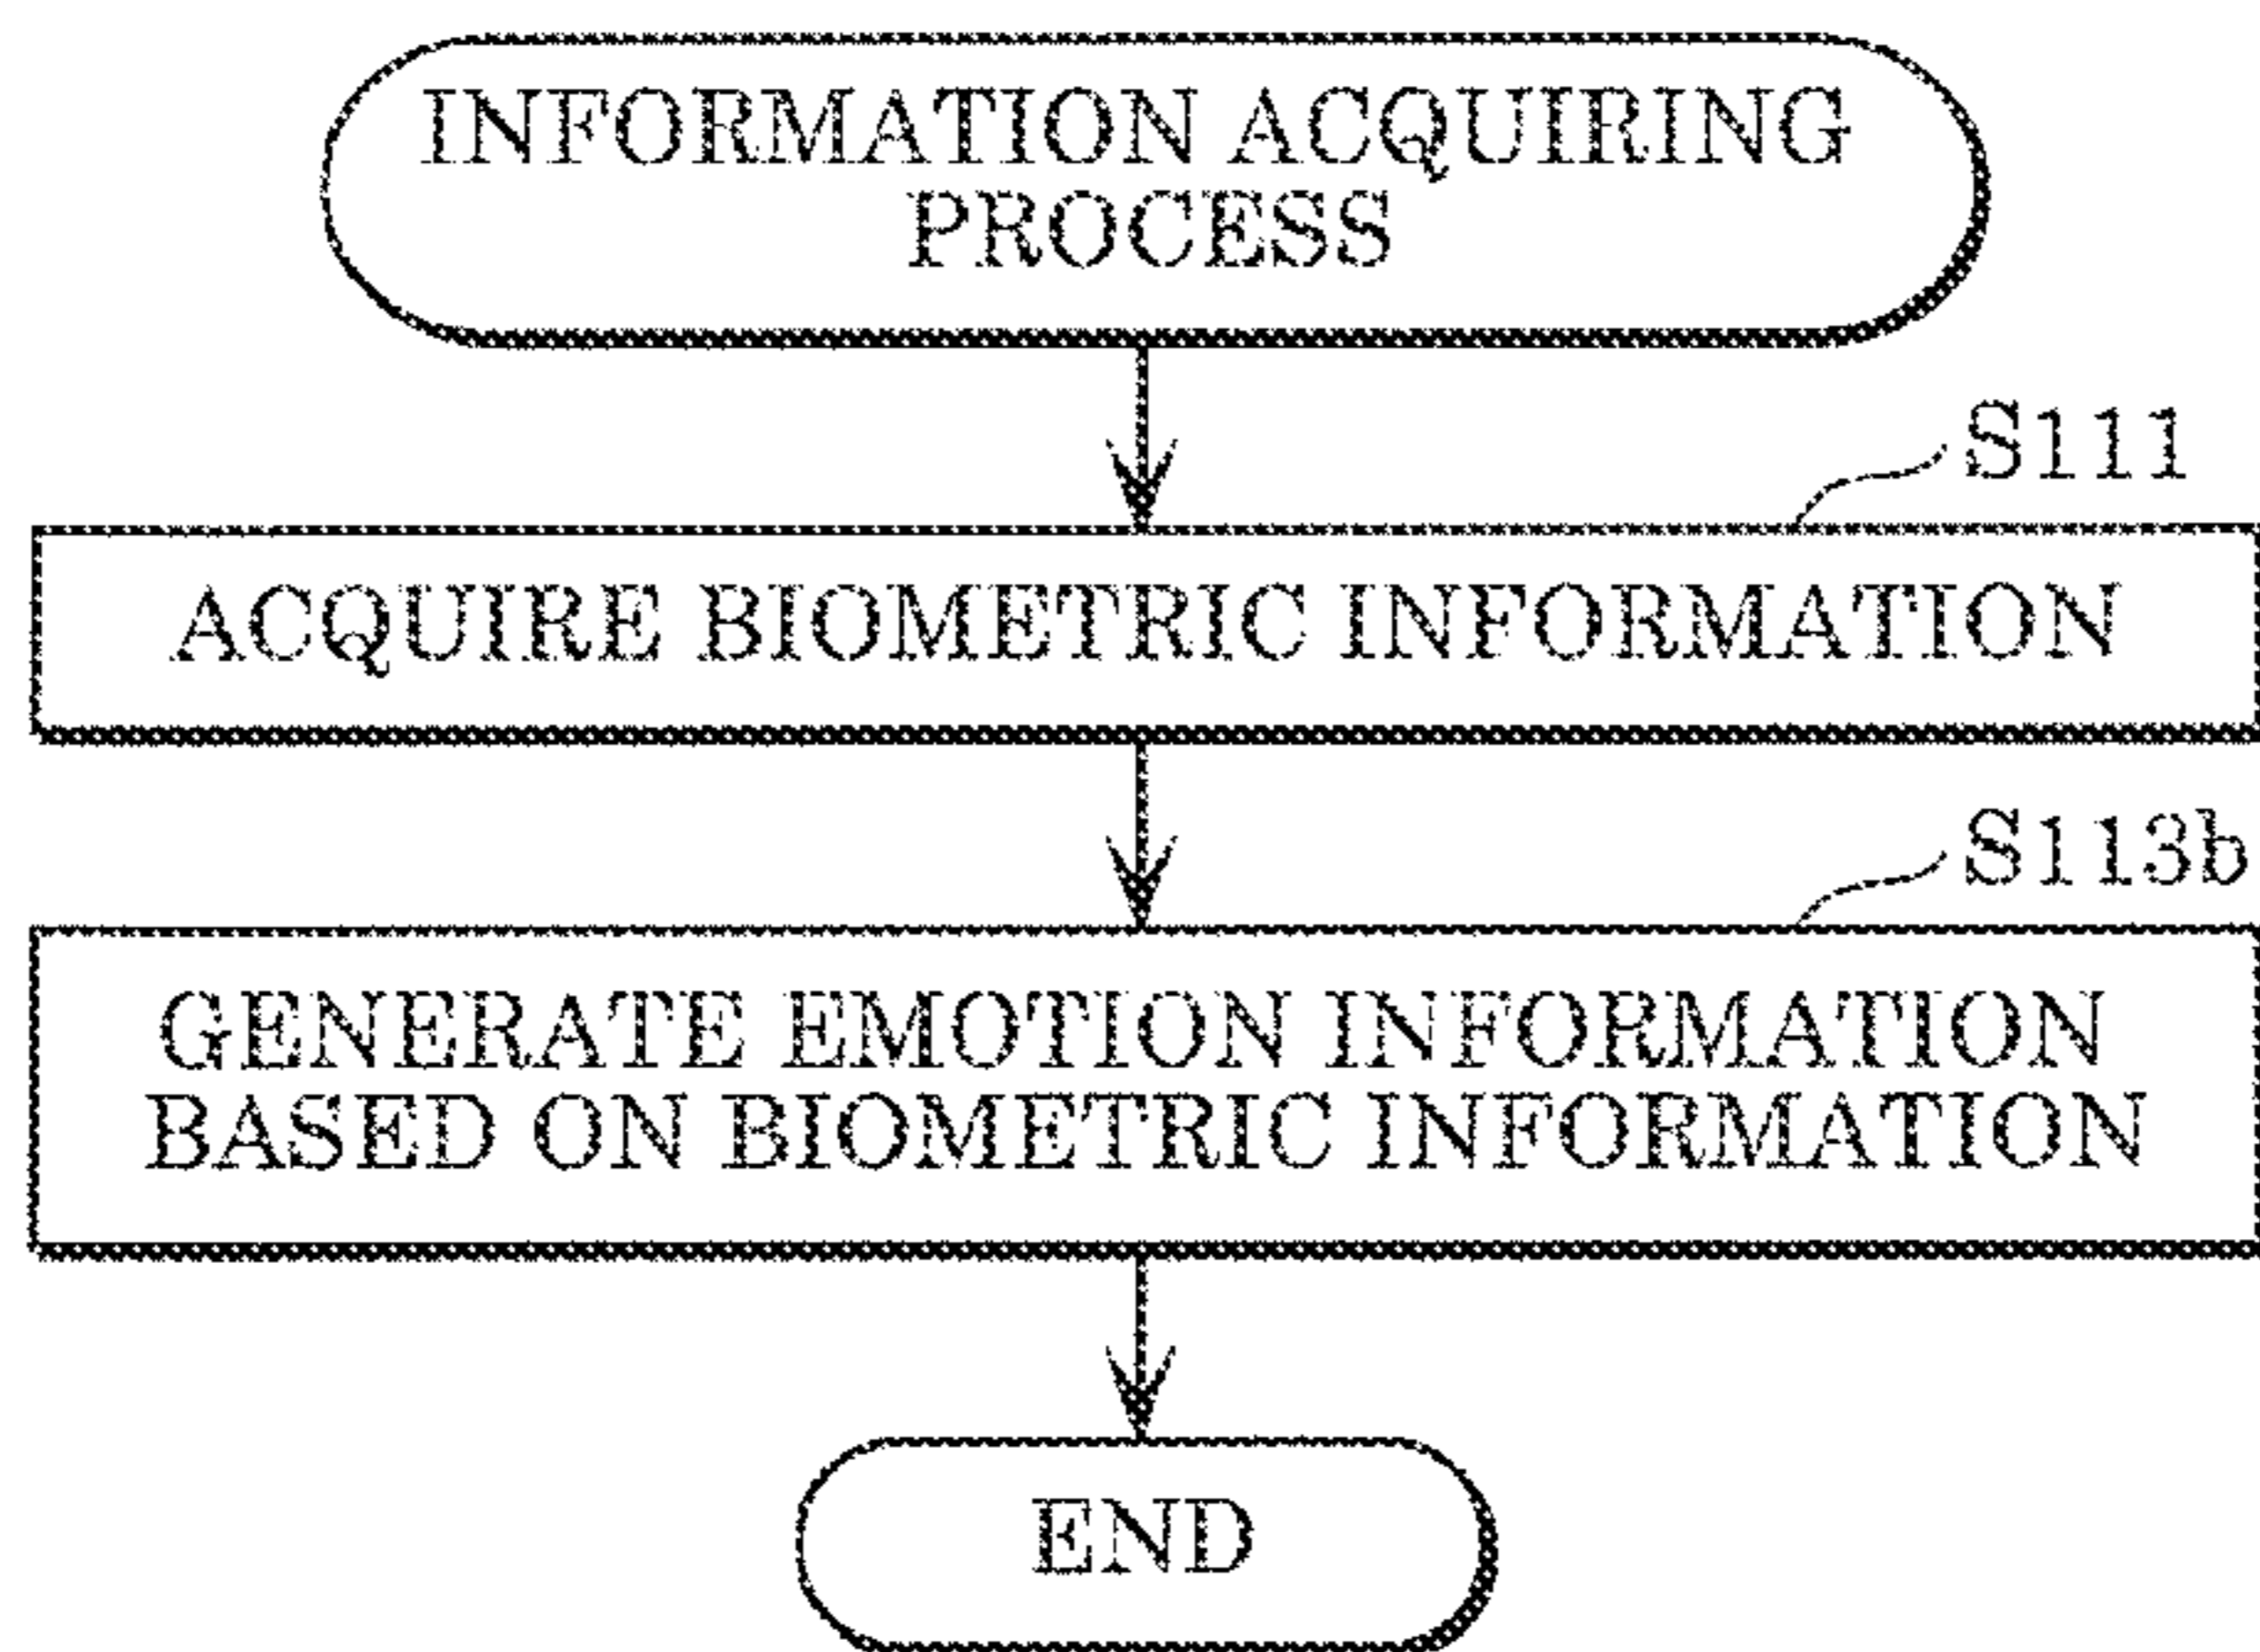 INFORMATION ACQUIRING
PROCESS
S111
ACQUIRE BIOMETRIC INFORMATION
S113b
GENERATE EMOTION INFORMATION
BASED ON BIOMETRIC INFORMATION
END